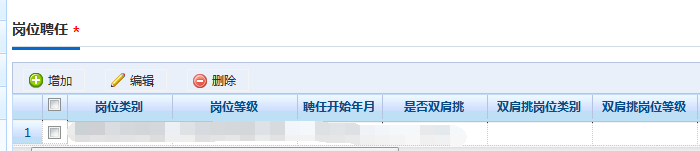 岗位聘任 *
增加 编辑 删除
岗位类别 岗位等级 聘任开始年月 是否双肩挑 双肩挑岗位类别 双肩挑岗位等级
1